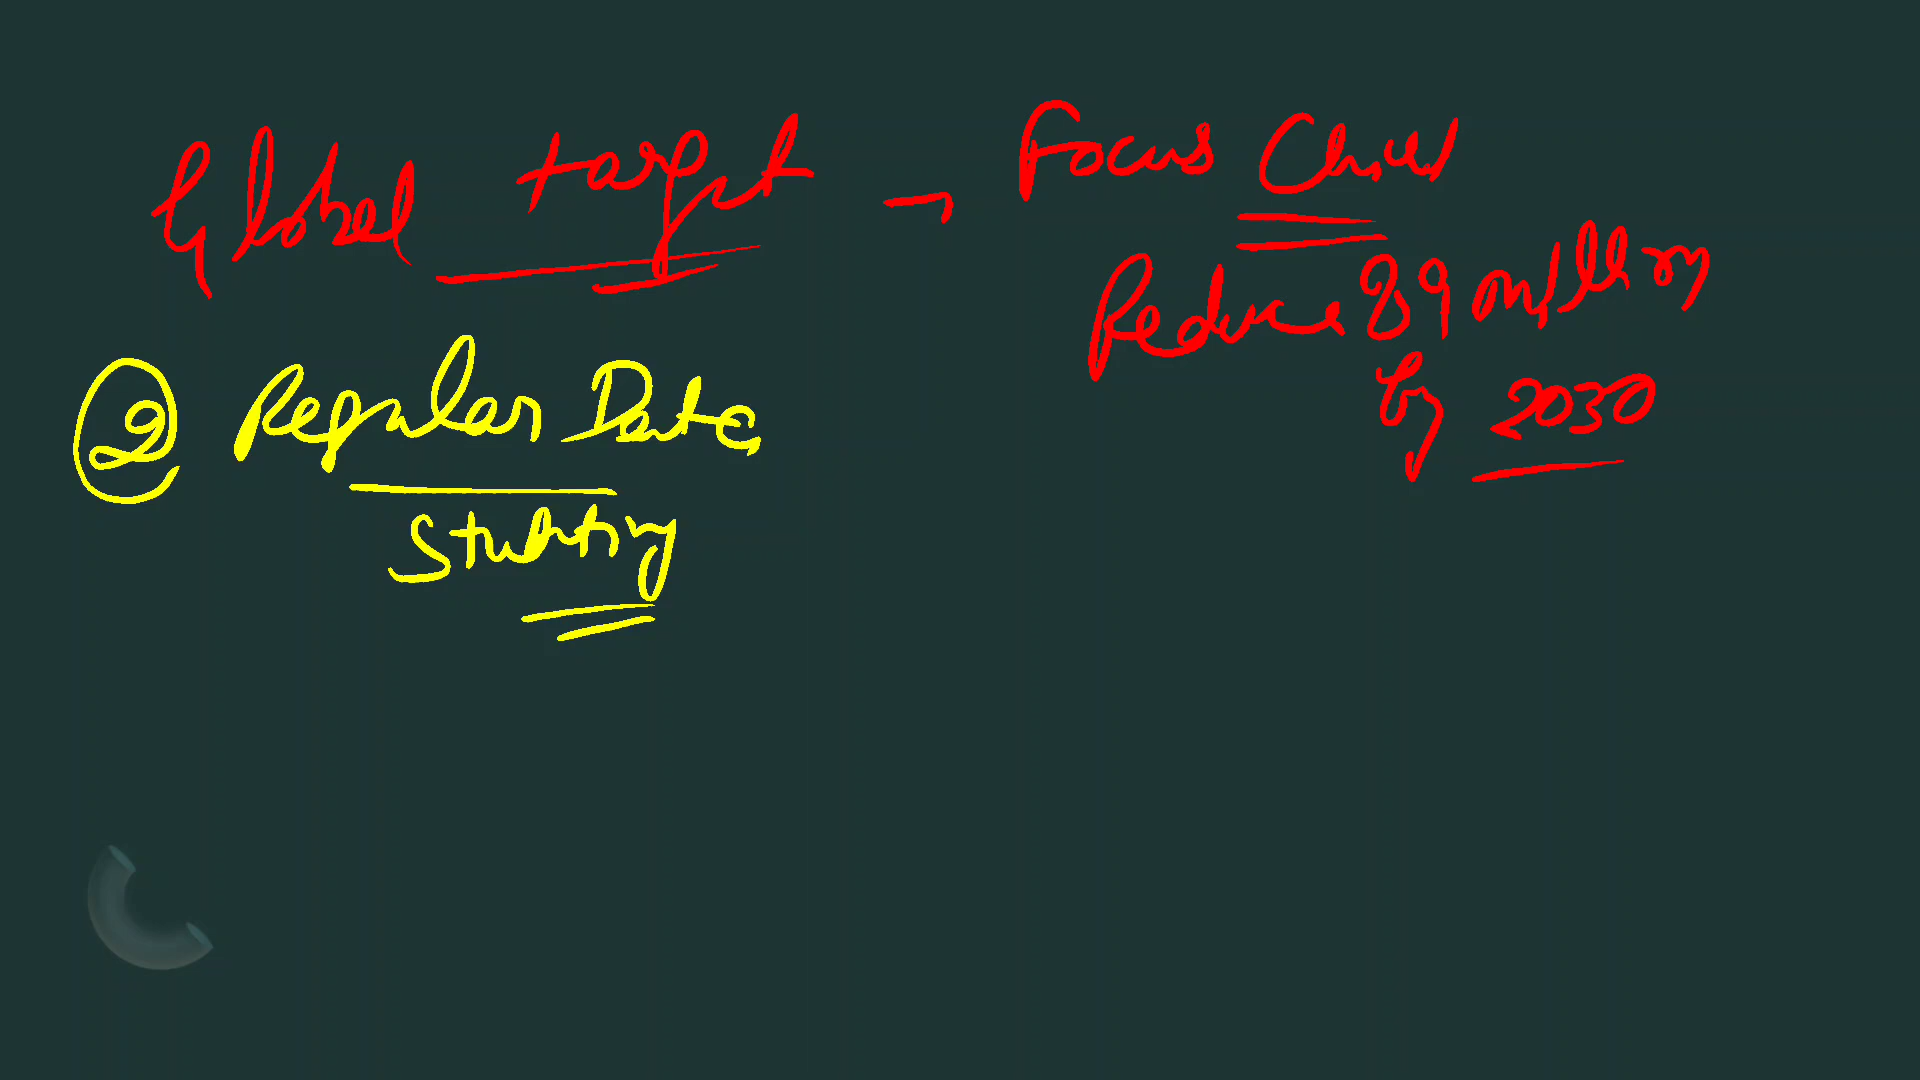 Global target → Focus Child
Reduce 89 million
by 2030
② Regular Data
Stunting